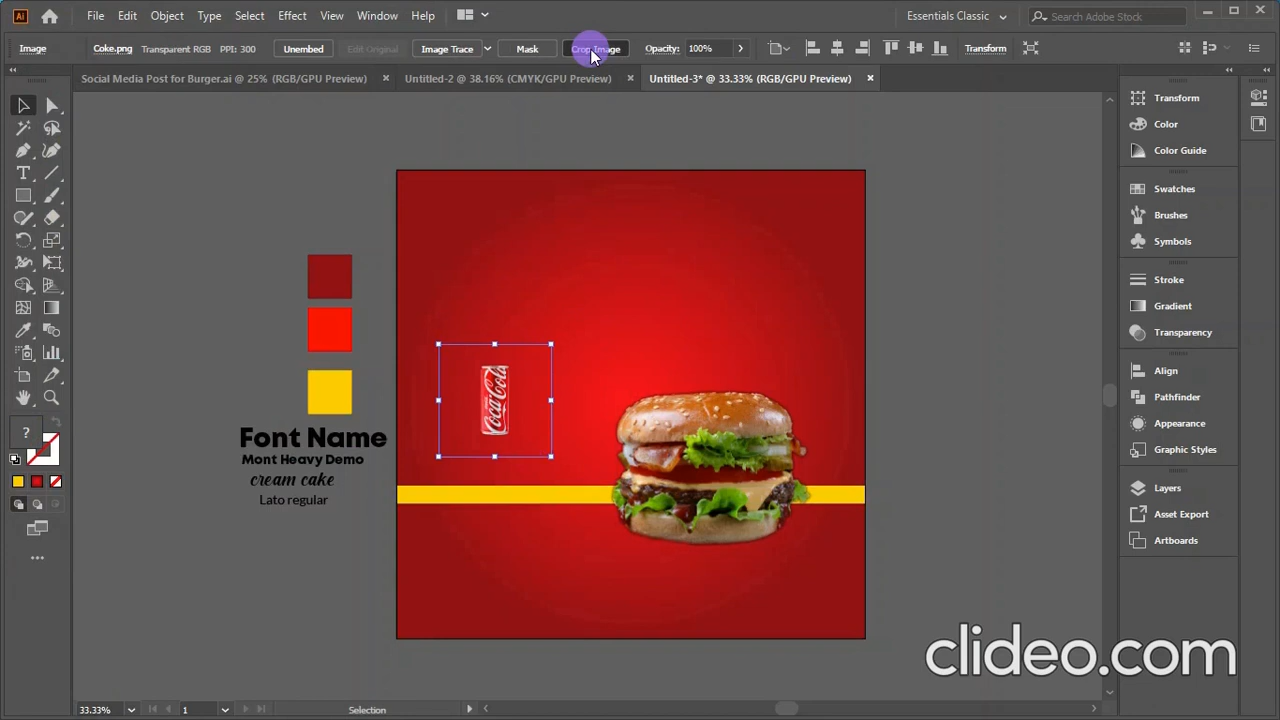 Ai File Edit Object Type Select Effect View Window Help Essentials Classic Search Adobe Stock
Image Coke.png Transparent RGB PPI: 300 Unembed Edit Original Image Trace Mask Crop Image Opacity: 100% Transform
Social Media Post for Burger.ai @ 25% (RGB/GPU Preview) Untitled-2 @ 38.16% (CMYK/GPU Preview) Untitled-3* @ 33.33% (RGB/GPU Preview)
Transform
Color
Color Guide
Swatches
Brushes
Symbols
Stroke
Gradient
Transparency
Align
Pathfinder
Appearance
Graphic Styles
Layers
Asset Export
Artboards
Coca-Cola
?
Font Name
Mont Heavy Demo
cream cake
Lato regular
clideo.com
33.33% 1 Selection